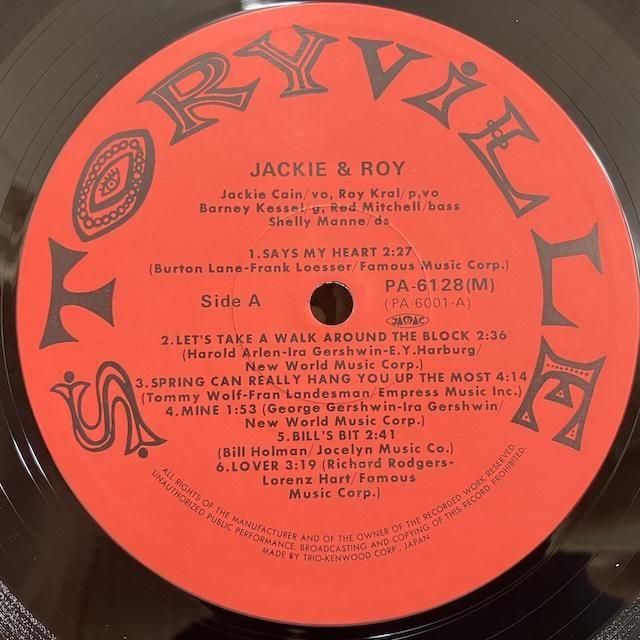 STORYVILLE
JACKIE & ROY
Jackie Cain/vo, Roy Kral/p,vo
Barney Kessel/g, Red Mitchell/bass
Shelly Manne/ds
1.SAYS MY HEART 2:27
(Burton Lane-Frank Loesser/Famous Music Corp.)
Side A
PA-6128(M)
(PA-6001-A)
JASRAC
2.LET'S TAKE A WALK AROUND THE BLOCK 2:36
(Harold Arlen-Ira Gershwin-E.Y.Harburg/
New World Music Corp.)
3.SPRING CAN REALLY HANG YOU UP THE MOST 4:14
(Tommy Wolf-Fran Landesman/Empress Music Inc.)
4.MINE 1:53 (George Gershwin-Ira Gershwin/
New World Music Corp.)
5.BILL'S BIT 2:41
(Bill Holman/Jocelyn Music Co.)
6.LOVER 3:19 (Richard Rodgers-
Lorenz Hart/Famous
Music Corp.)
ALL RIGHTS OF THE MANUFACTURER AND OF THE OWNER OF THE RECORDED WORK RESERVED.
UNAUTHORIZED PUBLIC PERFORMANCE. BROADCASTING AND COPYING OF THIS RECORD PROHIBITED.
MADE BY TRIO-KENWOOD CORP., JAPAN